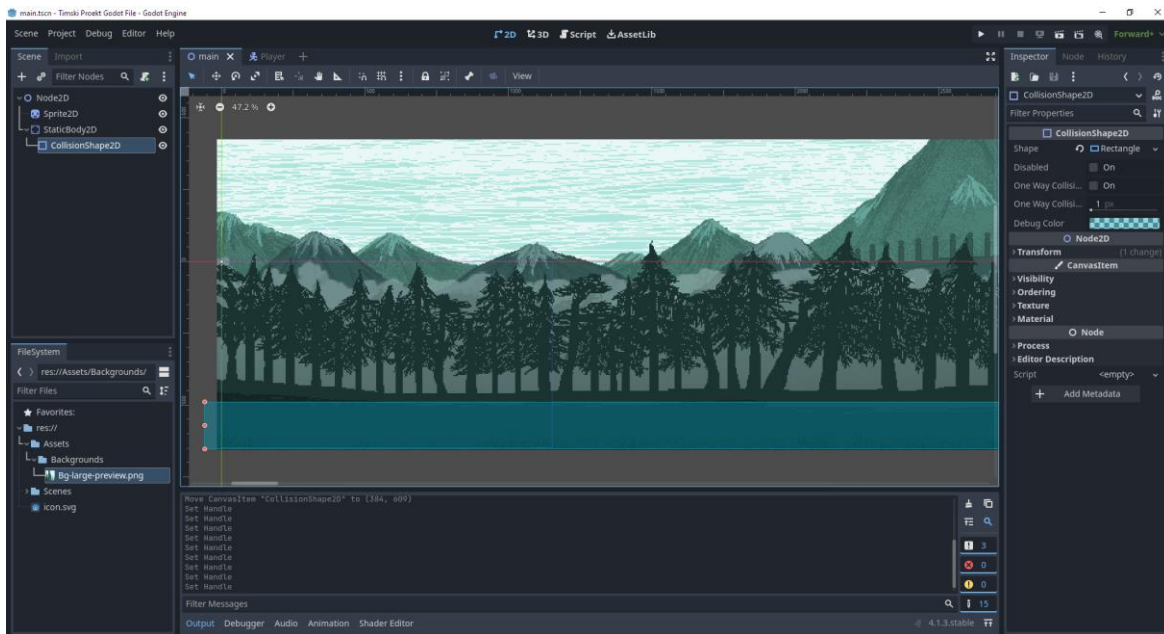 main.tscn - Timski Proekt Godot File - Godot Engine
Scene Project Debug Editor Help
2D 3D Script AssetLib
Forward+
Scene Import
Filter Nodes
Node2D
Sprite2D
StaticBody2D
CollisionShape2D
FileSystem
res://Assets/Backgrounds/
Filter Files
Favorites:
res://
Assets
Backgrounds
Bg-large-preview.png
Scenes
icon.svg
main Player
View
0 500 1000 1500 2000 2500
47.2 %
Move CanvasItem "CollisionShape2D" to (384, 609)
Set Handle
Set Handle
Set Handle
Set Handle
Set Handle
Set Handle
Set Handle
Set Handle
Set Handle
3
0
0
15
Filter Messages
Output Debugger Audio Animation Shader Editor
4.1.3.stable
Inspector Node History
CollisionShape2D
Filter Properties
CollisionShape2D
Shape Rectangle
Disabled On
One Way Collisi... On
One Way Collisi... 1 px
Debug Color
Node2D
Transform (1 change)
CanvasItem
Visibility
Ordering
Texture
Material
Node
Process
Editor Description
Script <empty>
Add Metadata